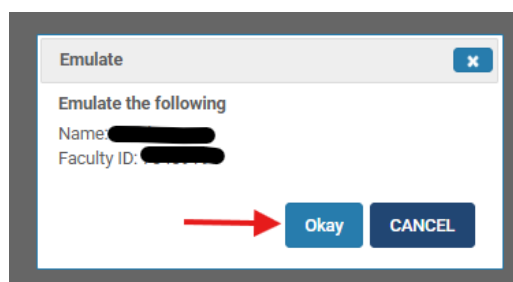 Emulate
x
Emulate the following
Name:
Faculty ID:
Okay
CANCEL